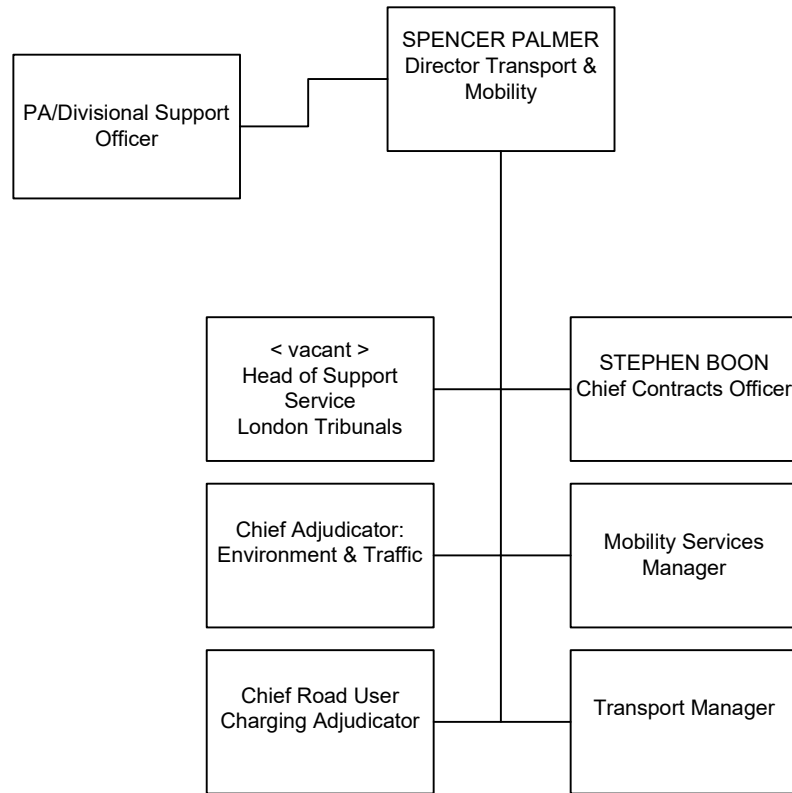 SPENCER PALMER
Director Transport &
Mobility
PA/Divisional Support
Officer
< vacant >
Head of Support
Service
London Tribunals
STEPHEN BOON
Chief Contracts Officer
Chief Adjudicator:
Environment & Traffic
Mobility Services
Manager
Chief Road User
Charging Adjudicator
Transport Manager